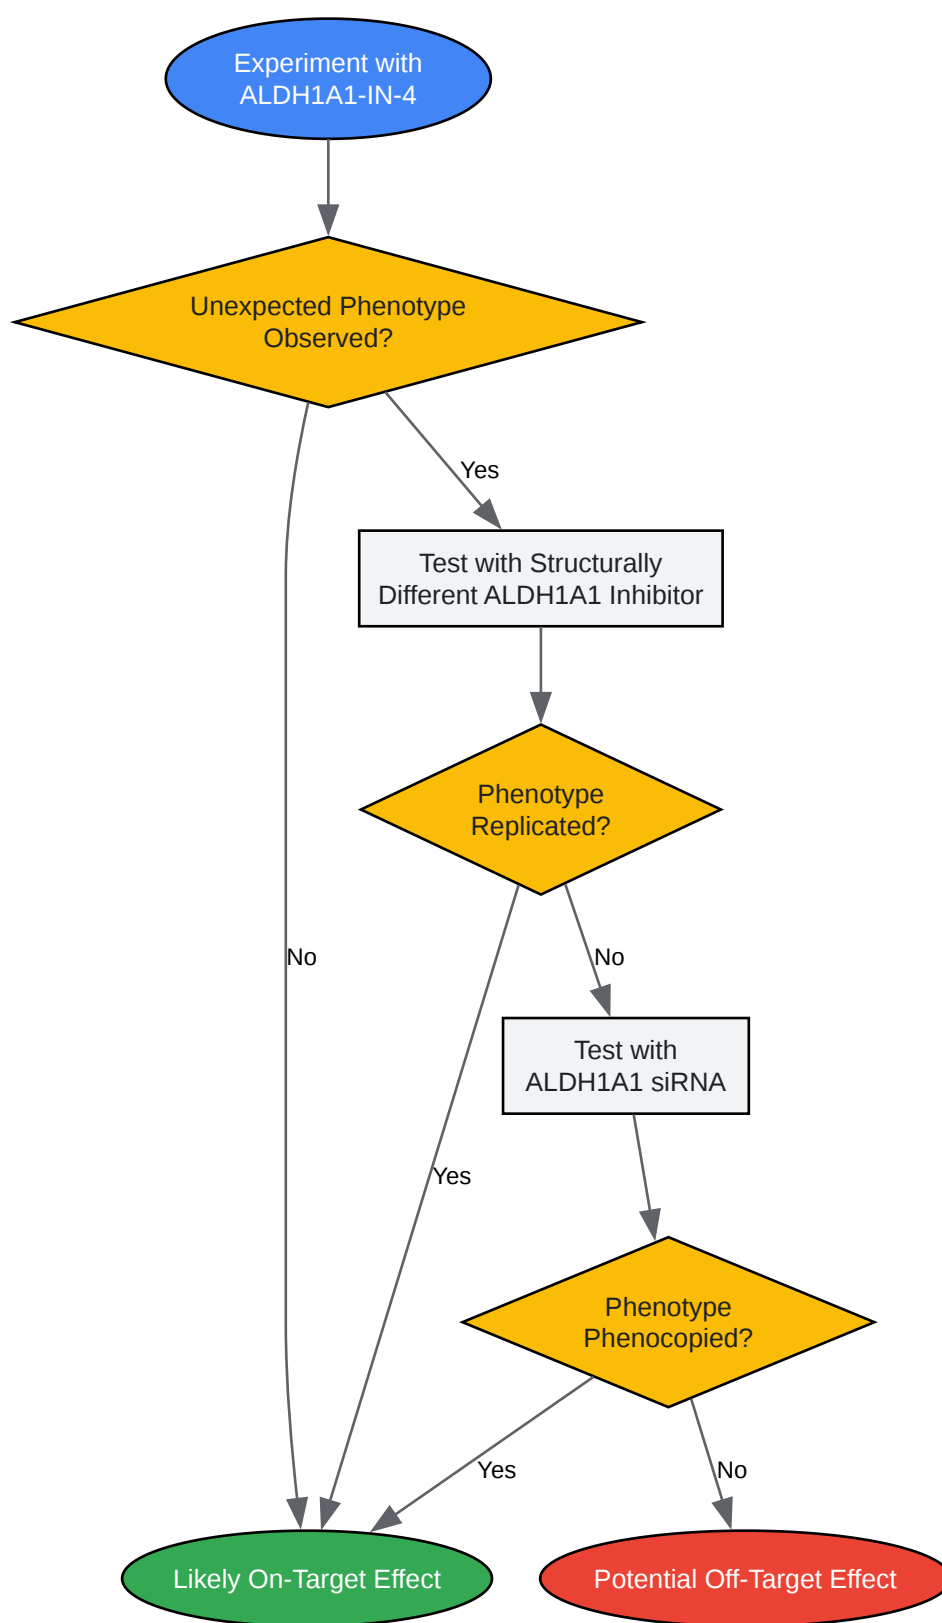 Experiment with
ALDH1A1-IN-4
Unexpected Phenotype
Observed?
Yes
Test with Structurally
Different ALDH1A1 Inhibitor
Phenotype
Replicated?
No
No
Test with
ALDH1A1 siRNA
Yes
Phenotype
Phenocopied?
Yes
No
Likely On-Target Effect
Potential Off-Target Effect